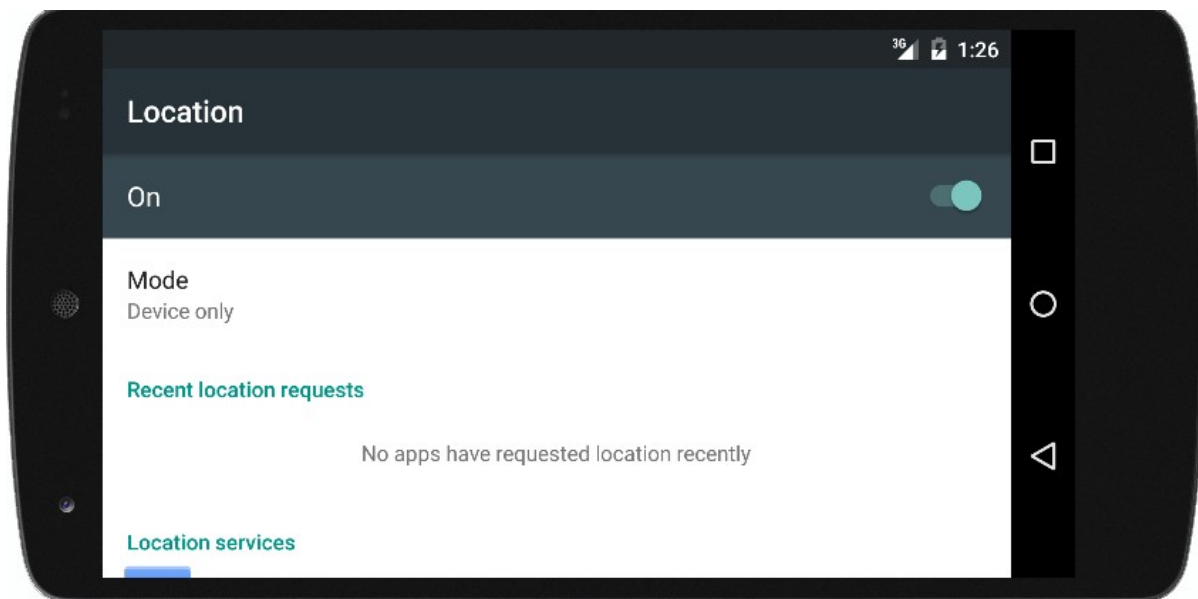 3G 1:26
Location
On
Mode
Device only
Recent location requests
No apps have requested location recently
Location services